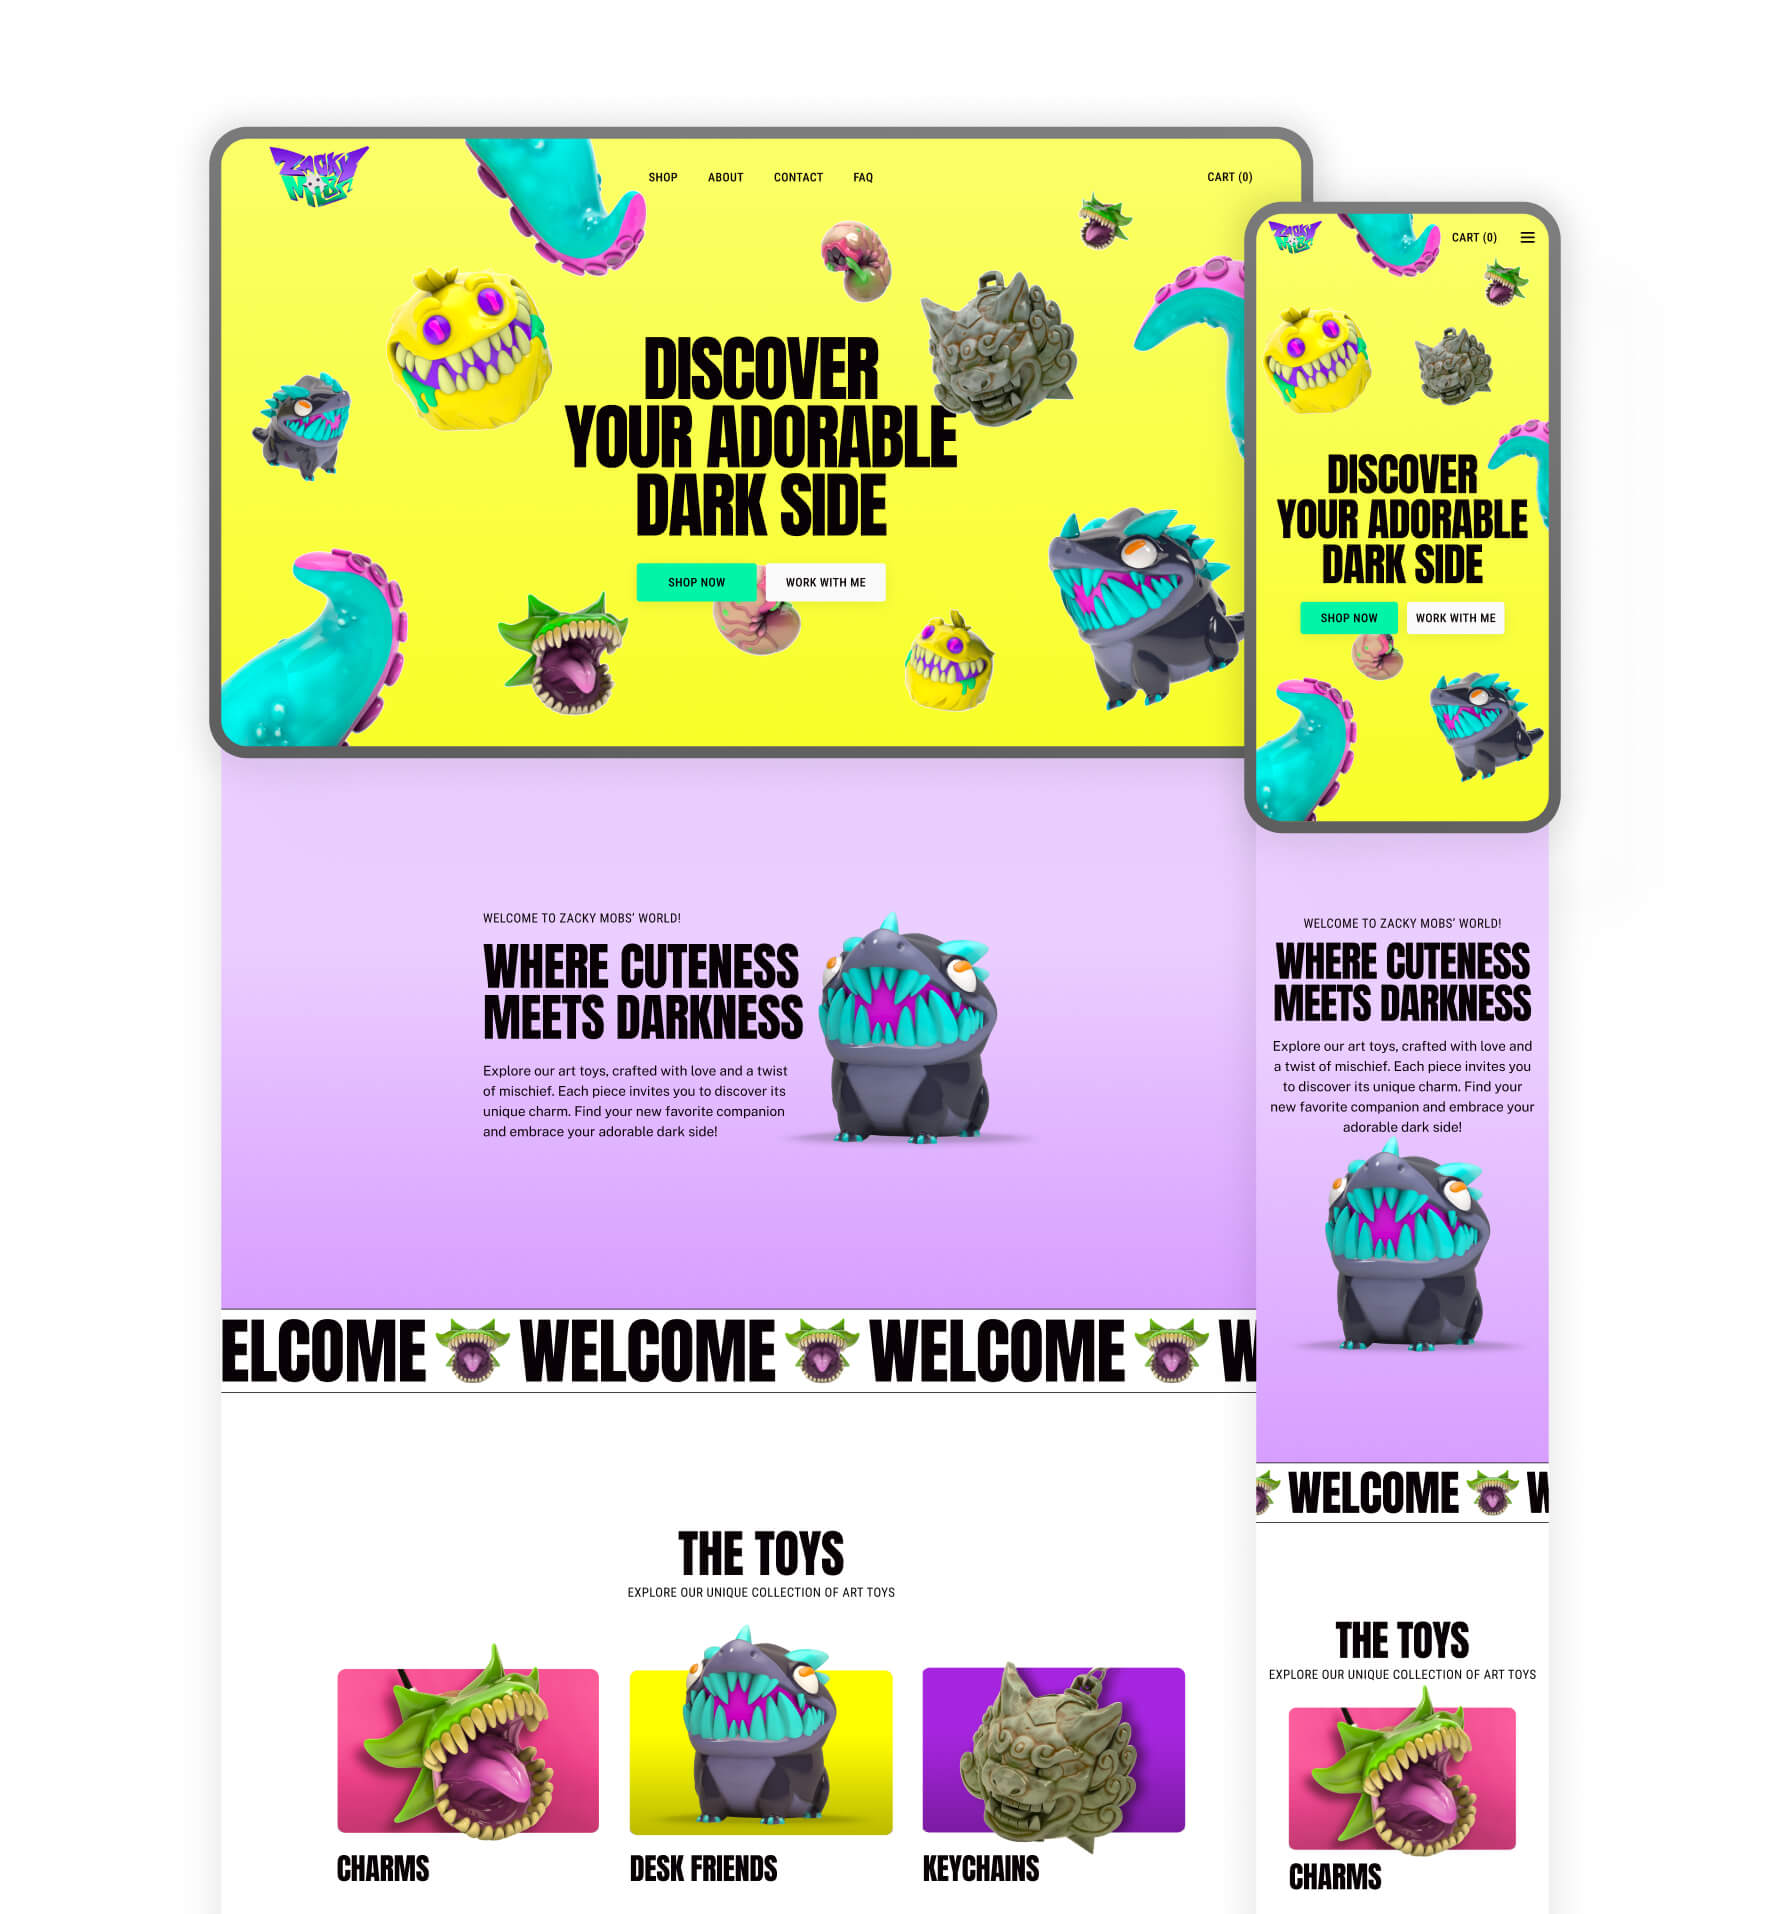 ZACKY
MOBS
SHOP
ABOUT
CONTACT
FAQ
CART (0)
DISCOVER
YOUR ADORABLE
DARK SIDE
SHOP NOW
WORK WITH ME
ZACKY
MOBS
CART (0)
DISCOVER
YOUR ADORABLE
DARK SIDE
SHOP NOW
WORK WITH ME
WELCOME TO ZACKY MOBS' WORLD!
WHERE CUTENESS
MEETS DARKNESS
Explore our art toys, crafted with love and a twist
of mischief. Each piece invites you to discover its
unique charm. Find your new favorite companion
and embrace your adorable dark side!
WELCOME TO ZACKY MOBS' WORLD!
WHERE CUTENESS
MEETS DARKNESS
Explore our art toys, crafted with love and
a twist of mischief. Each piece invites you
to discover its unique charm. Find your
new favorite companion and embrace your
adorable dark side!
ELCOME WELCOME WELCOME W
WELCOME W
THE TOYS
EXPLORE OUR UNIQUE COLLECTION OF ART TOYS
CHARMS
DESK FRIENDS
KEYCHAINS
THE TOYS
EXPLORE OUR UNIQUE COLLECTION OF ART TOYS
CHARMS